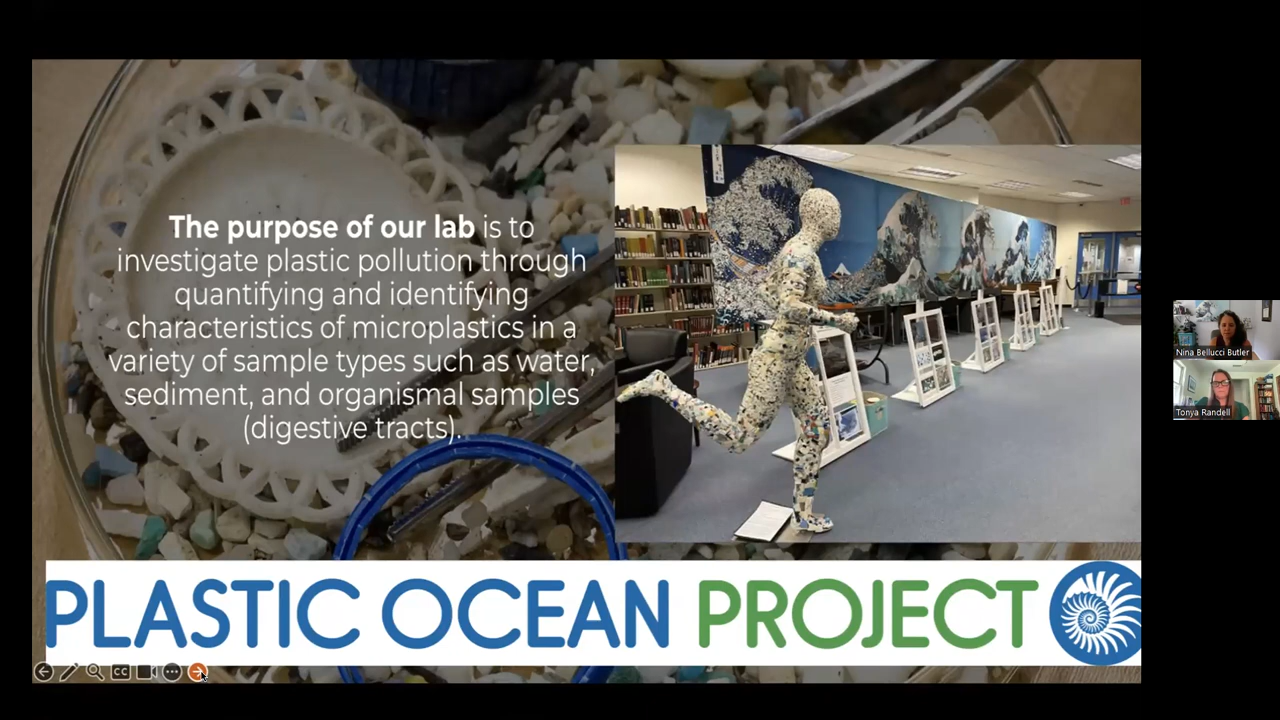 The purpose of our lab is to
investigate plastic pollution through
quantifying and identifying
characteristics of microplastics in a
variety of sample types such as water,
sediment, and organismal samples
(digestive tracts).
PLASTIC OCEAN PROJECT
CC
Nina Bellucci Butler
Tonya Randell